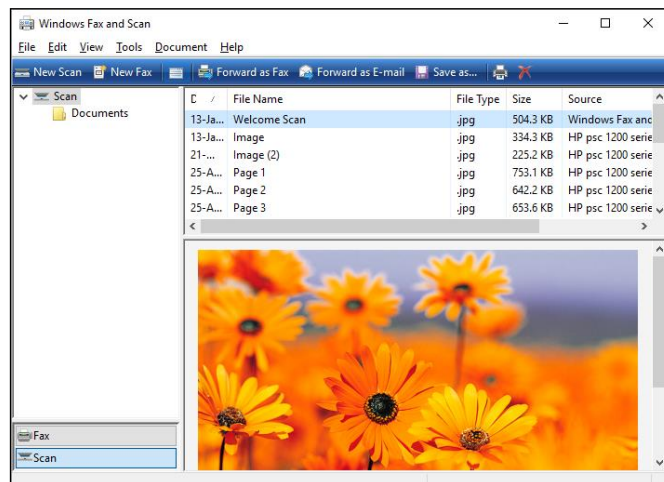 Windows Fax and Scan
File Edit View Tools Document Help
New Scan New Fax Forward as Fax Forward as E-mail Save as...
Scan
Documents
D File Name File Type Size Source
13-Ja... Welcome Scan .jpg 504.3 KB Windows Fax and
13-Ja... Image .jpg 334.3 KB HP psc 1200 serie
21-... Image (2) .jpg 225.2 KB HP psc 1200 serie
25-A... Page 1 .jpg 753.1 KB HP psc 1200 serie
25-A... Page 2 .jpg 642.2 KB HP psc 1200 serie
25-A... Page 3 .jpg 653.6 KB HP psc 1200 serie
Fax
Scan